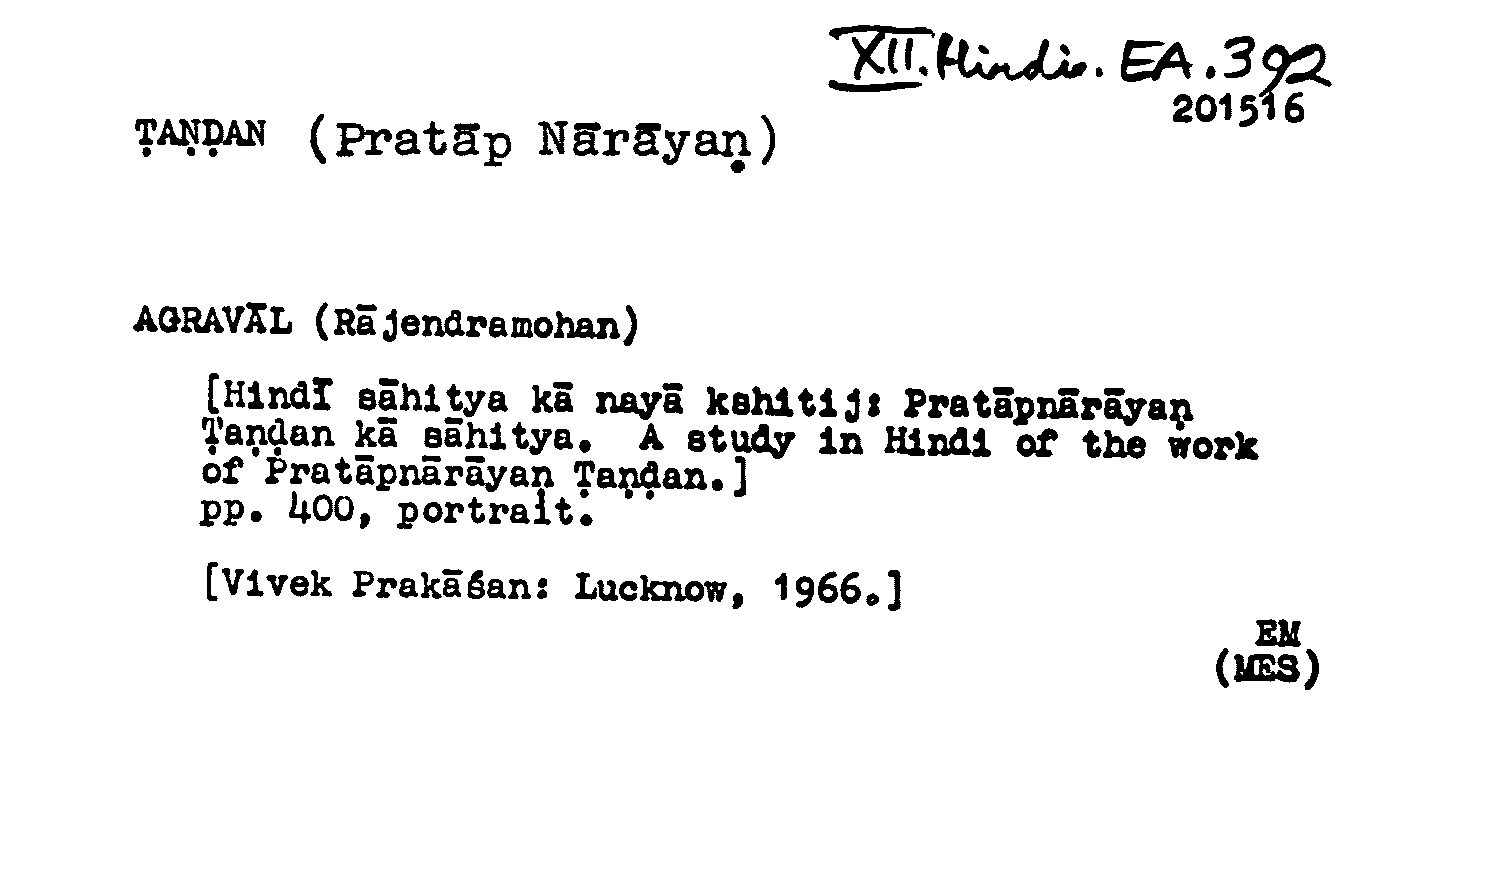 XII. Hindi. EA. 392
201516
ṬAṆḌAN (Pratāp Nārāyaṇ)
AGRAVĀL (Rājendramohan)
[Hindī sāhitya kā nayā kshitij: Pratāpnārāyaṇ
Ṭaṇḍan kā sāhitya. A study in Hindi of the work
of Pratāpnārāyaṇ Ṭaṇḍan.]
pp. 400, portrait.
[Vivek Prakāśan: Lucknow, 1966.]
EM
(MES)